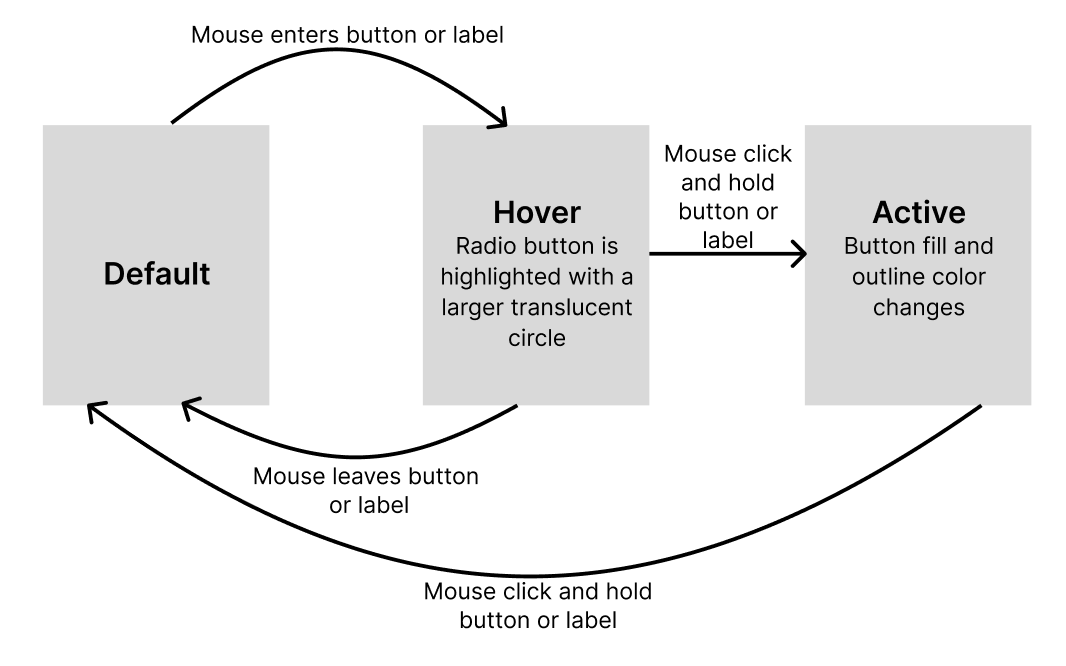 Mouse enters button or label
Mouse click
and hold
button or
label
Default
Hover
Radio button is
highlighted with a
larger translucent
circle
Active
Button fill and
outline color
changes
Mouse leaves button
or label
Mouse click and hold
button or label